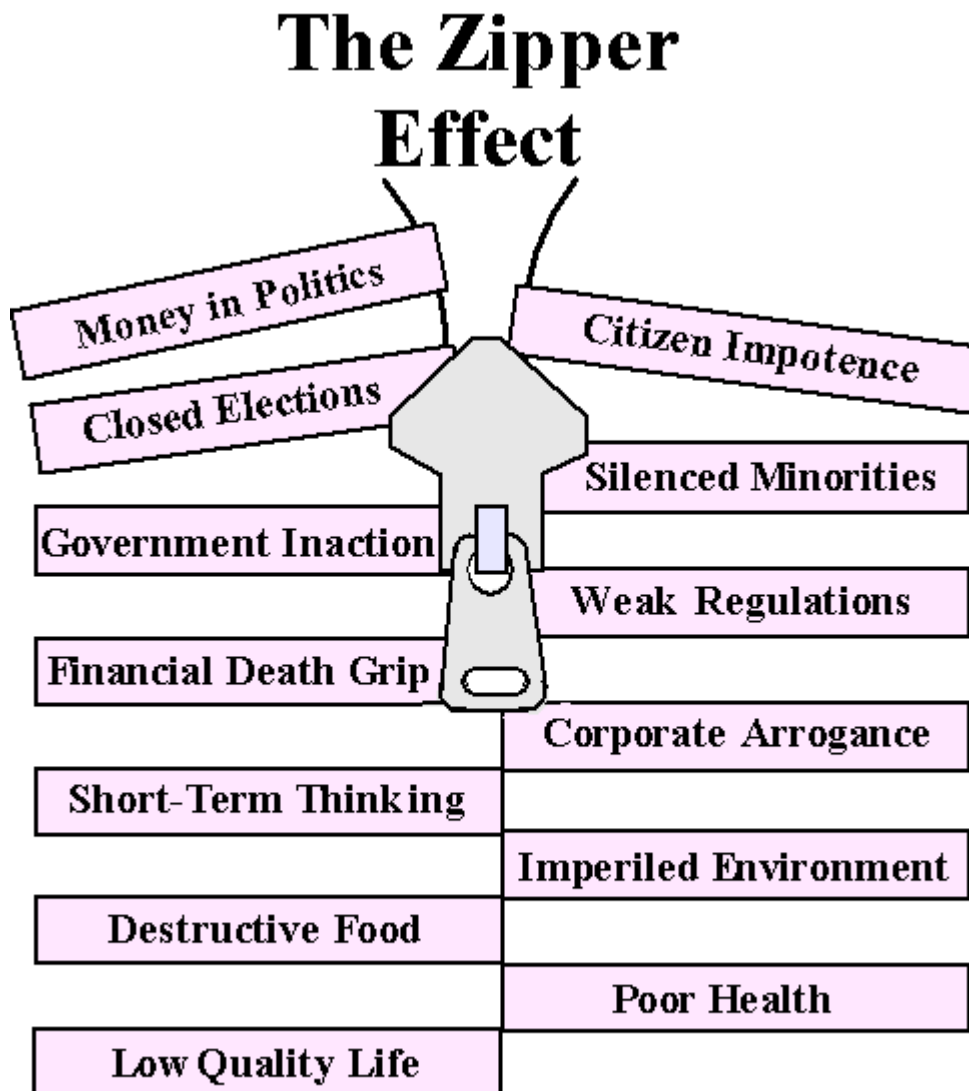 The Zipper
Effect
Money in Politics
Citizen Impotence
Closed Elections
Silenced Minorities
Government Inaction
Weak Regulations
Financial Death Grip
Corporate Arrogance
Short-Term Thinking
Imperiled Environment
Destructive Food
Poor Health
Low Quality Life